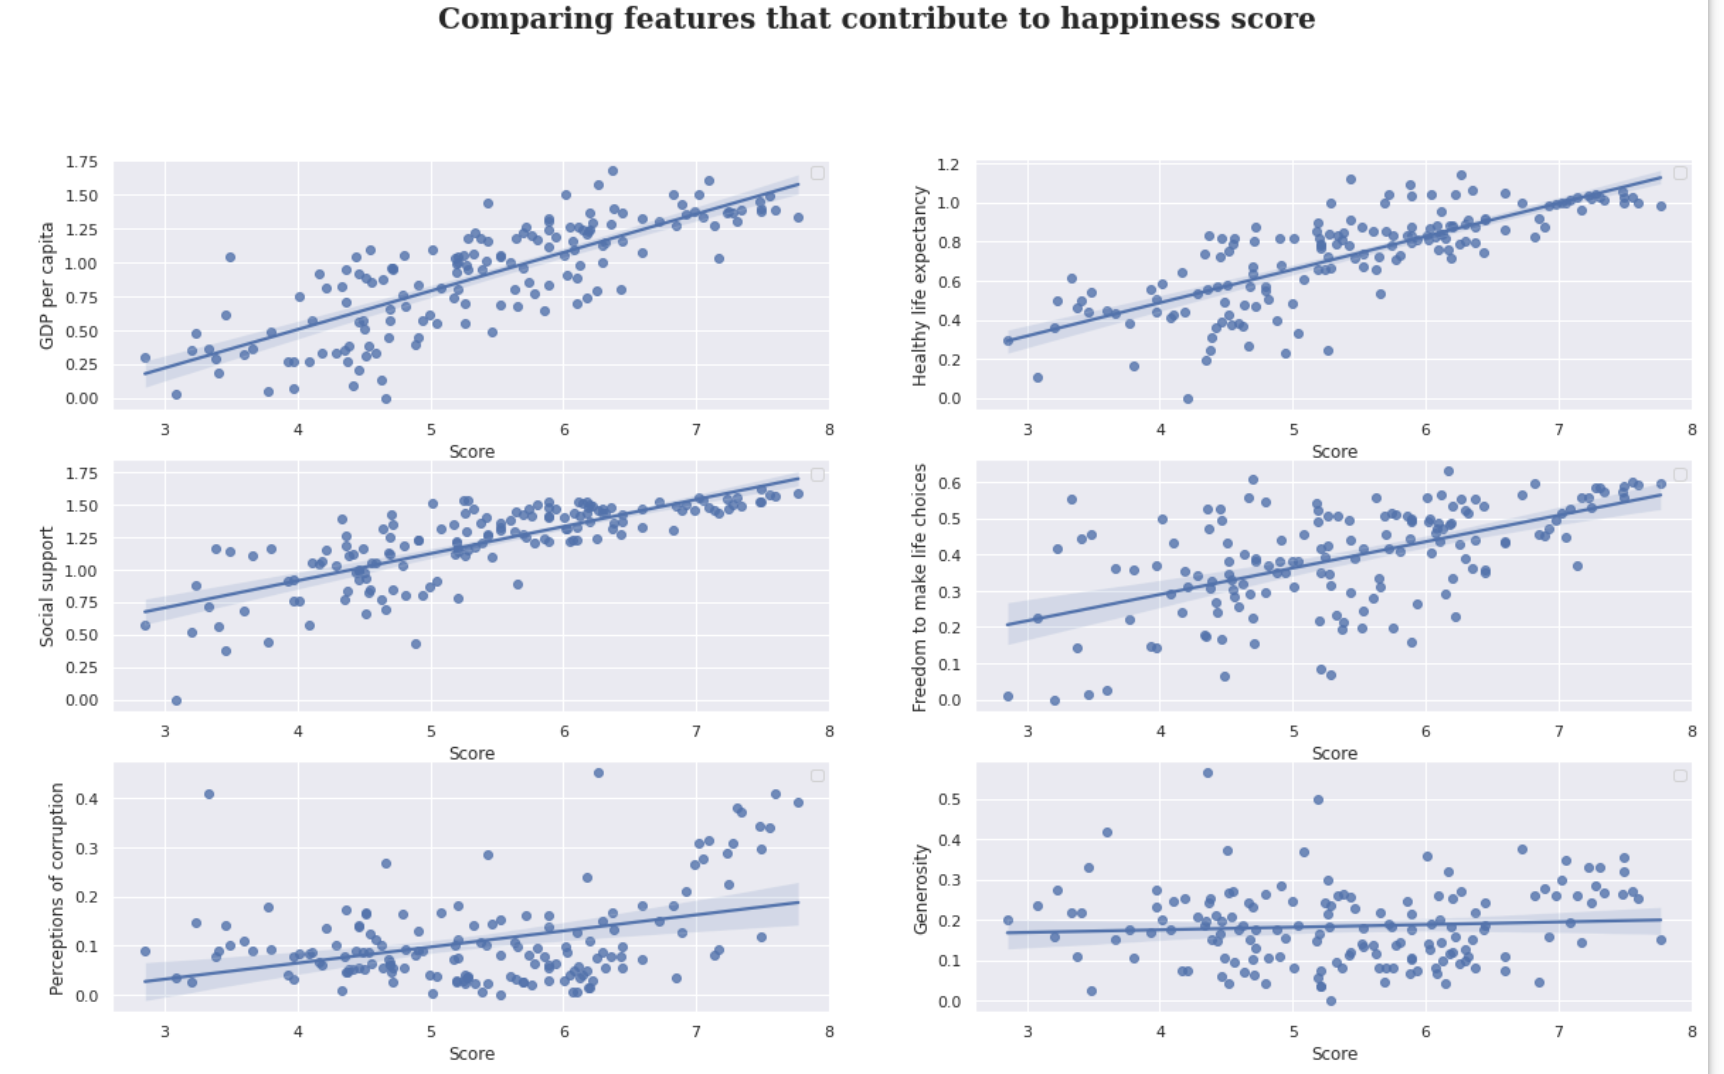 Comparing features that contribute to happiness score
GDP per capita
1.75
1.50
1.25
1.00
0.75
0.50
0.25
0.00
3 4 5 6 7 8
Score
Healthy life expectancy
1.2
1.0
0.8
0.6
0.4
0.2
0.0
3 4 5 6 7 8
Score
Social support
1.75
1.50
1.25
1.00
0.75
0.50
0.25
0.00
3 4 5 6 7 8
Score
Freedom to make life choices
0.6
0.5
0.4
0.3
0.2
0.1
0.0
3 4 5 6 7 8
Score
Perceptions of corruption
0.4
0.3
0.2
0.1
0.0
3 4 5 6 7 8
Score
Generosity
0.5
0.4
0.3
0.2
0.1
0.0
3 4 5 6 7 8
Score